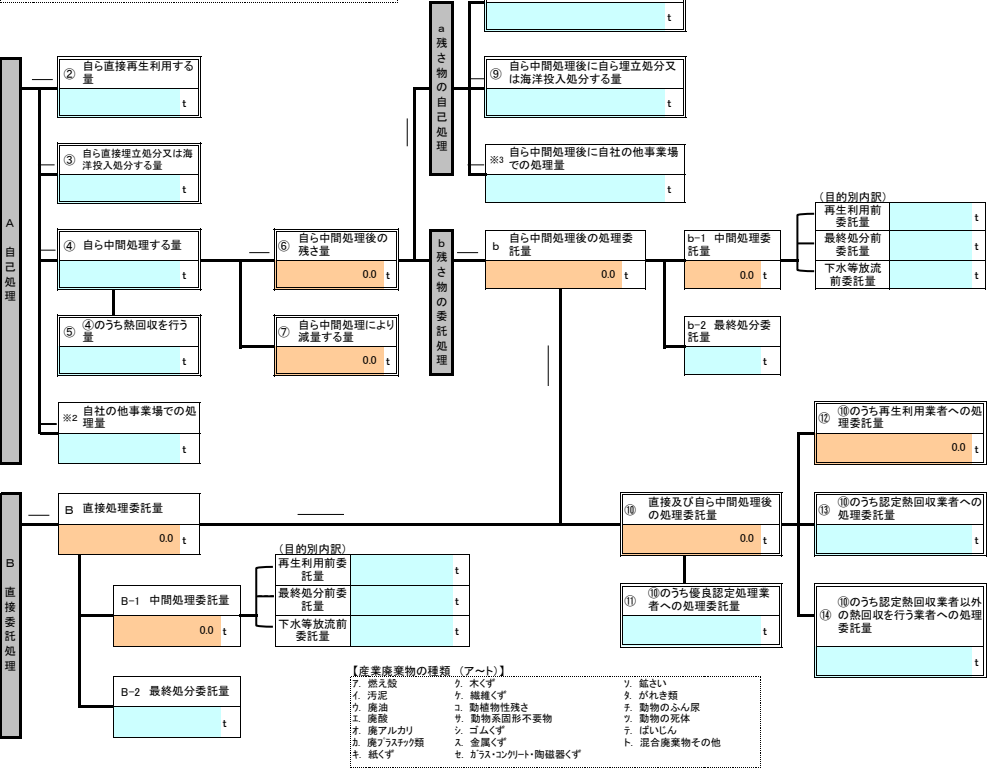 t
a 残さ物の自己処理
② 自ら直接再生利用する
量
t
⑨ 自ら中間処理後に自ら埋立処分又
は海洋投入処分する量
t
③ 自ら直接埋立処分又は海
洋投入処分する量
t
※3 自ら中間処理後に自社の他事業場
での処理量
t
A 自己処理
④ 自ら中間処理する量
t
⑥ 自ら中間処理後の
残さ量
0.0 t
b 残さ物の委託処理
b 自ら中間処理後の処理委
託量
0.0 t
b-1 中間処理委
託量
0.0 t
(目的別内訳)
再生利用前
委託量
t
最終処分前
委託量
t
下水等放流
前委託量
t
⑤ ④のうち熱回収を行う
量
t
⑦ 自ら中間処理により
減量する量
0.0 t
b-2 最終処分委
託量
t
※2 自社の他事業場での処
理量
t
⑫ ⑩のうち再生利用業者への処
理委託量
0.0 t
B 直接委託処理
B 直接処理委託量
0.0 t
⑩ 直接及び自ら中間処理後
の処理委託量
0.0 t
⑬ ⑩のうち認定熱回収業者への
処理委託量
t
B-1 中間処理委託量
0.0 t
(目的別内訳)
再生利用前委
託量
t
最終処分前委
託量
t
下水等放流前
委託量
t
⑪ ⑩のうち優良認定処理業
者への処理委託量
t
⑭ ⑩のうち認定熱回収業者以外
の熱回収を行う業者への処理
委託量
t
B-2 最終処分委託量
t
【産業廃棄物の種類 (ア～ト)】
ア. 燃え殻
イ. 汚泥
ウ. 廃油
エ. 廃酸
オ. 廃アルカリ
カ. 廃プラスチック類
キ. 紙くず
ク. 木くず
ケ. 繊維くず
コ. 動植物性残さ
サ. 動物系固形不要物
シ. ゴムくず
ス. 金属くず
セ. ガラス・コンクリート・陶磁器くず
ソ. 鉱さい
タ. がれき類
チ. 動物のふん尿
ツ. 動物の死体
テ. ばいじん
ト. 混合廃棄物その他